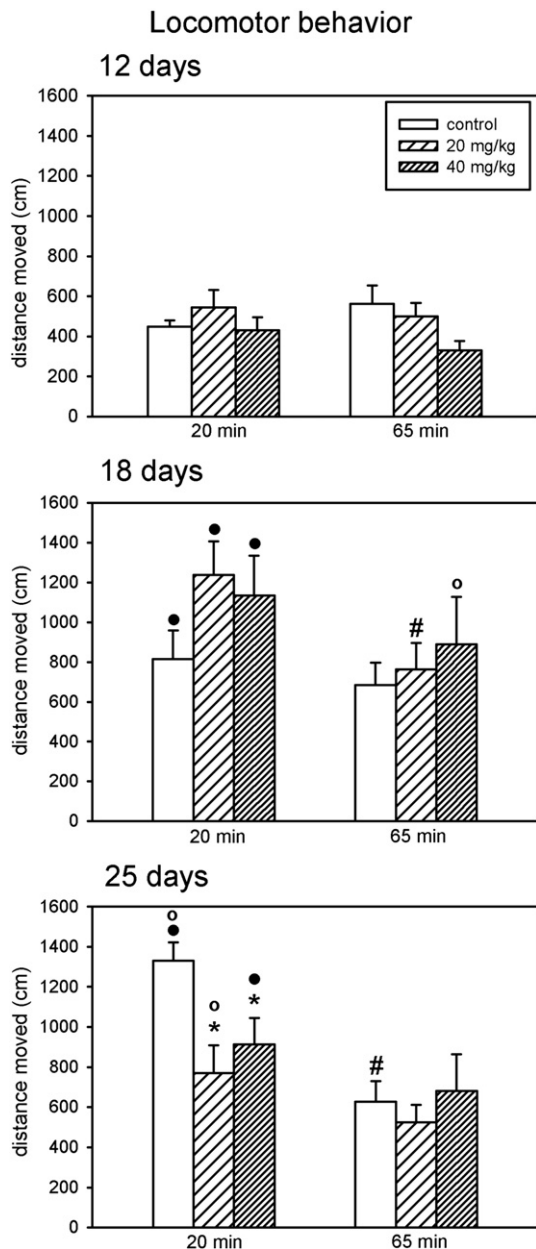 Locomotor behavior
12 days
1600
1400
1200
1000
800
600
400
200
0
distance moved (cm)
control
20 mg/kg
40 mg/kg
20 min 65 min
18 days
1600
1400
1200
1000
800
600
400
200
0
distance moved (cm)
● ● ● # o
20 min 65 min
25 days
1600
1400
1200
1000
800
600
400
200
0
distance moved (cm)
o
●
o
*
●
*
#
20 min 65 min